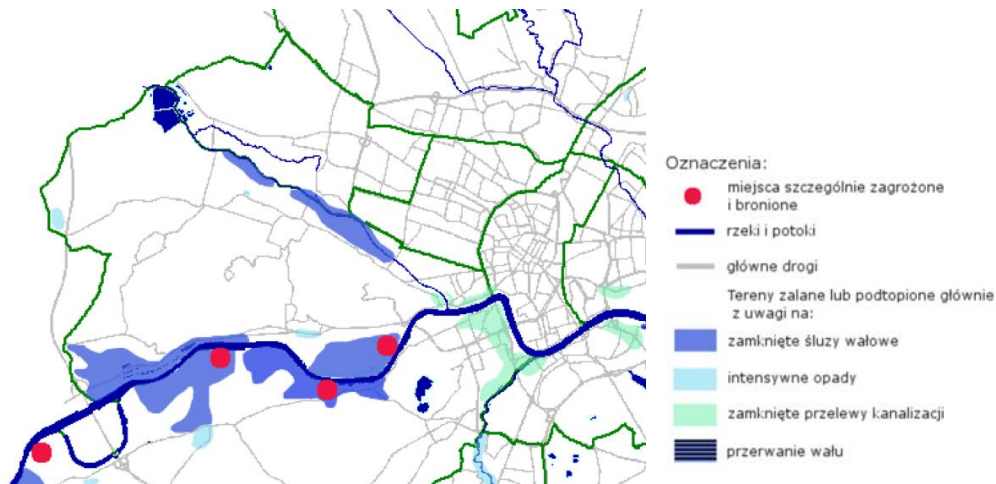 Oznaczenia:
miejsca szczególnie zagrożone
i bronione
rzeki i potoki
główne drogi
Tereny zalane lub podtopione głównie
z uwagi na:
zamknięte śluzy wałowe
intensywne opady
zamknięte przelewy kanalizacji
przerwanie wału